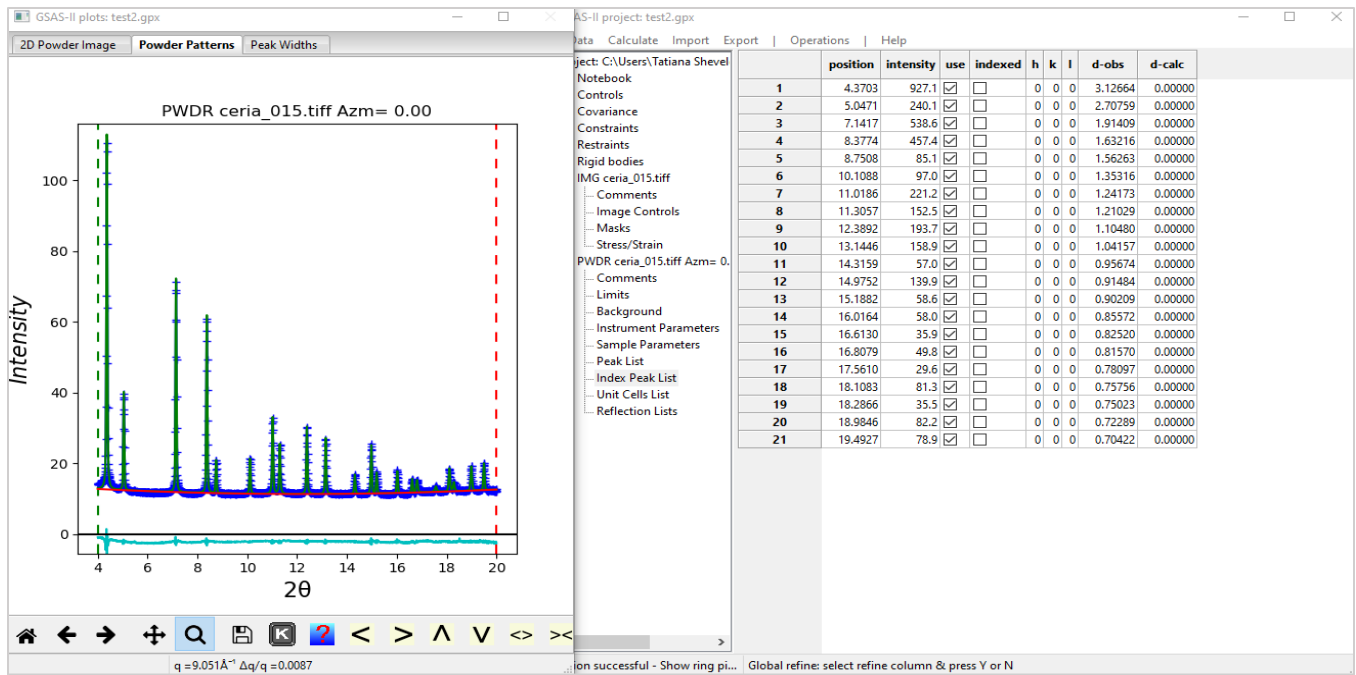 GSAS-II plots: test2.gpx
2D Powder Image Powder Patterns Peak Widths
PWDR ceria_015.tiff Azm= 0.00
Intensity
100
80
60
40
20
0
4 6 8 10 12 14 16 18 20
2θ
K ? < > Λ V <> ><
q =9.051Å⁻¹ Δq/q =0.0087
AS-II project: test2.gpx
ata Calculate Import Export | Operations | Help
ject: C:\Users\Tatiana Shevel
Notebook
Controls
Covariance
Constraints
Restraints
Rigid bodies
IMG ceria_015.tiff
Comments
Image Controls
Masks
Stress/Strain
PWDR ceria_015.tiff Azm= 0.
Comments
Limits
Background
Instrument Parameters
Sample Parameters
Peak List
Index Peak List
Unit Cells List
Reflection Lists
position intensity use indexed h k l d-obs d-calc
1 4.3703 927.1 0 0 0 3.12664 0.00000
2 5.0471 240.1 0 0 0 2.70759 0.00000
3 7.1417 538.6 0 0 0 1.91409 0.00000
4 8.3774 457.4 0 0 0 1.63216 0.00000
5 8.7508 85.1 0 0 0 1.56263 0.00000
6 10.1088 97.0 0 0 0 1.35316 0.00000
7 11.0186 221.2 0 0 0 1.24173 0.00000
8 11.3057 152.5 0 0 0 1.21029 0.00000
9 12.3892 193.7 0 0 0 1.10480 0.00000
10 13.1446 158.9 0 0 0 1.04157 0.00000
11 14.3159 57.0 0 0 0 0.95674 0.00000
12 14.9752 139.9 0 0 0 0.91484 0.00000
13 15.1882 58.6 0 0 0 0.90209 0.00000
14 16.0164 58.0 0 0 0 0.85572 0.00000
15 16.6130 35.9 0 0 0 0.82520 0.00000
16 16.8079 49.8 0 0 0 0.81570 0.00000
17 17.5610 29.6 0 0 0 0.78097 0.00000
18 18.1083 81.3 0 0 0 0.75756 0.00000
19 18.2866 35.5 0 0 0 0.75023 0.00000
20 18.9846 82.2 0 0 0 0.72289 0.00000
21 19.4927 78.9 0 0 0 0.70422 0.00000
ion successful - Show ring pi... Global refine: select refine column & press Y or N